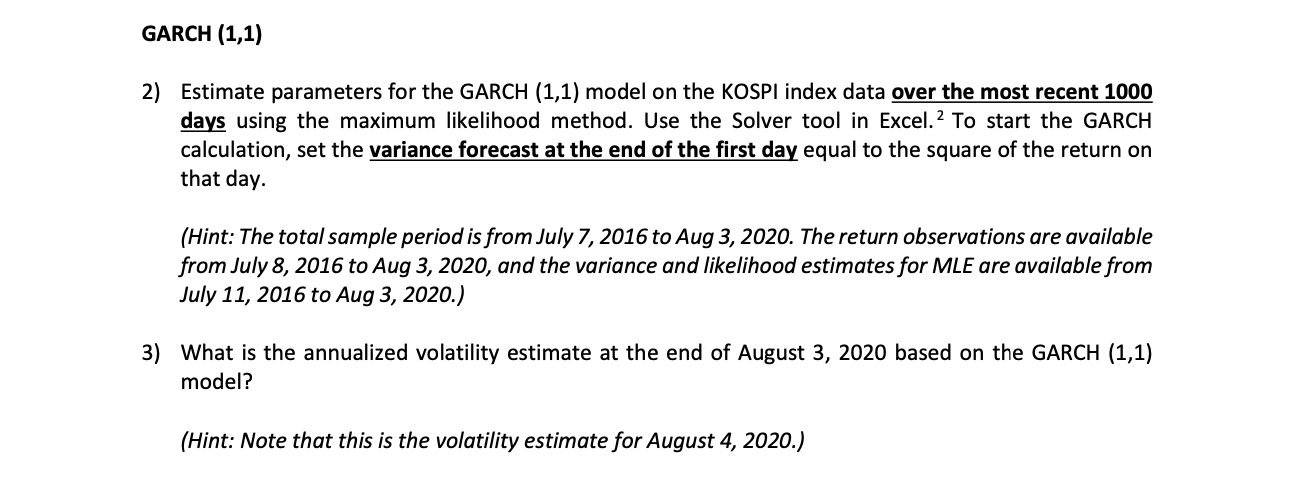 GARCH (1,1)
2) Estimate parameters for the GARCH (1,1) model on the KOSPI index data over the most recent 1000
days using the maximum likelihood method. Use the Solver tool in Excel.² To start the GARCH
calculation, set the variance forecast at the end of the first day equal to the square of the return on
that day.
(Hint: The total sample period is from July 7, 2016 to Aug 3, 2020. The return observations are available
from July 8, 2016 to Aug 3, 2020, and the variance and likelihood estimates for MLE are available from
July 11, 2016 to Aug 3, 2020.)
3) What is the annualized volatility estimate at the end of August 3, 2020 based on the GARCH (1,1)
model?
(Hint: Note that this is the volatility estimate for August 4, 2020.)